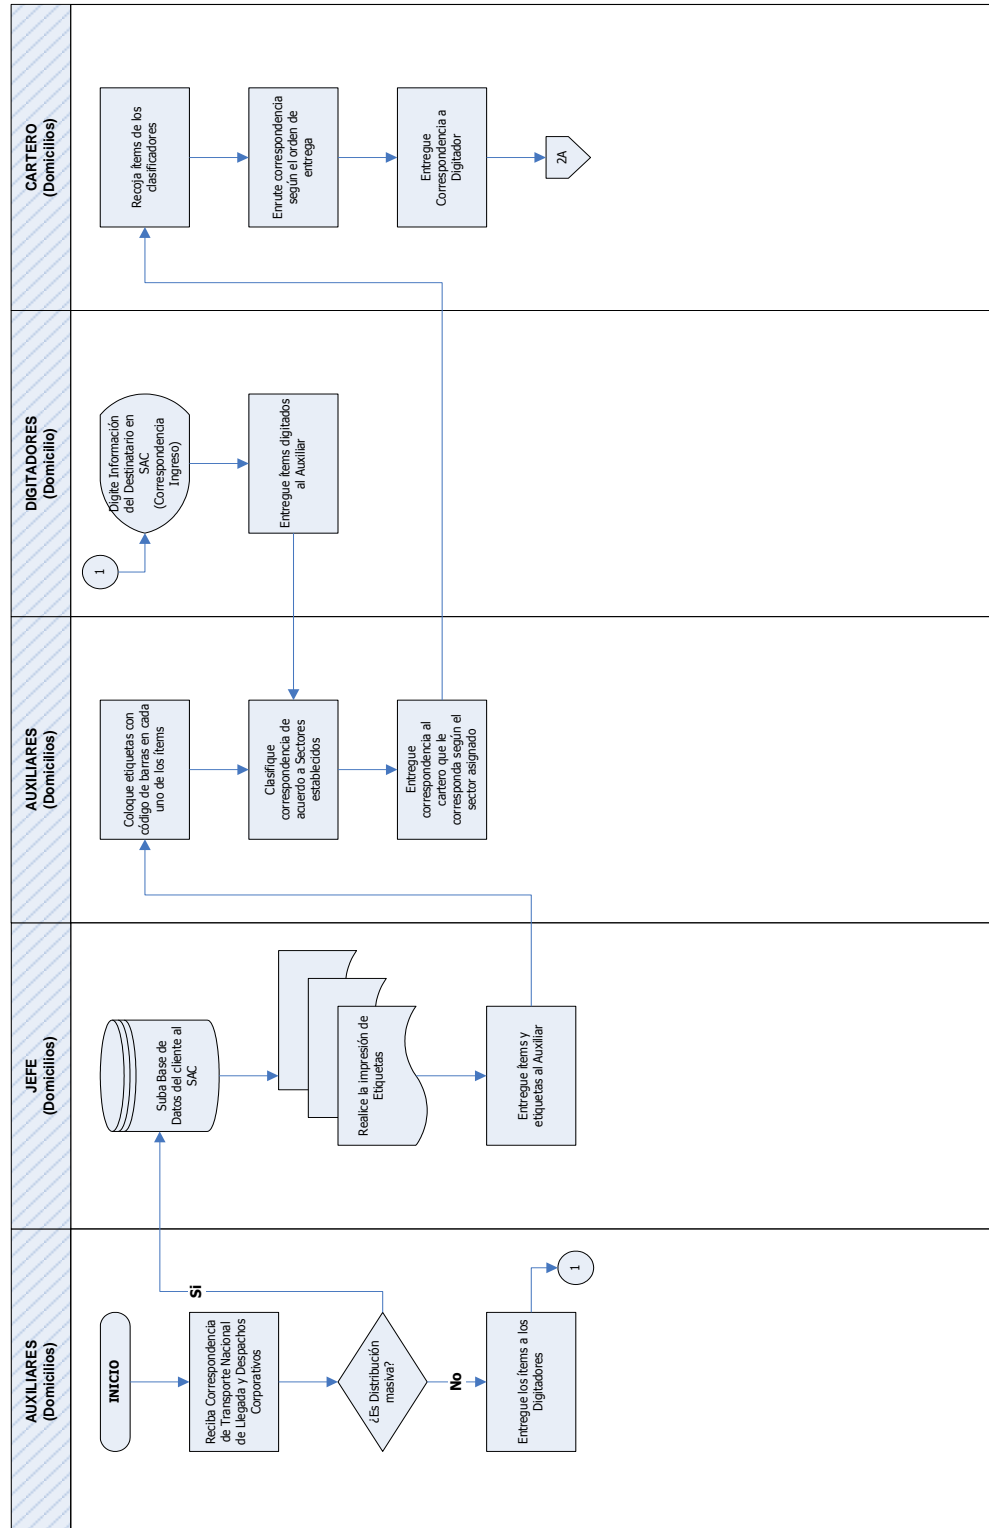 AUXILIARES
(Domicilios)
INICIO
Reciba Correspondencia
de Transporte Nacional
de Llegada y Despachos
Corporativos
¿Es Distribución
masiva?
Si
No
Entregue los ítems a los
Digitadores
1
JEFE
(Domicilios)
Suba Base de
Datos del cliente al
SAC
Realice la impresión de
Etiquetas
Entregue ítems y
etiquetas al Auxiliar
AUXILIARES
(Domicilios)
Coloque etiquetas con
código de barras en cada
uno de los ítems
Clasifique
correspondencia de
acuerdo a Sectores
establecidos
Entregue
correspondencia al
cartero que le
corresponda según el
sector asignado
DIGITADORES
(Domicilio)
1
Digite Información
del Destinatario en
SAC
(Correspondencia
Ingreso)
Entregue ítems digitados
al Auxiliar
CARTERO
(Domicilios)
Recoja ítems de los
clasificadores
Enrute correspondencia
según el orden de
entrega
Entregue
Correspondencia a
Digitador
2A